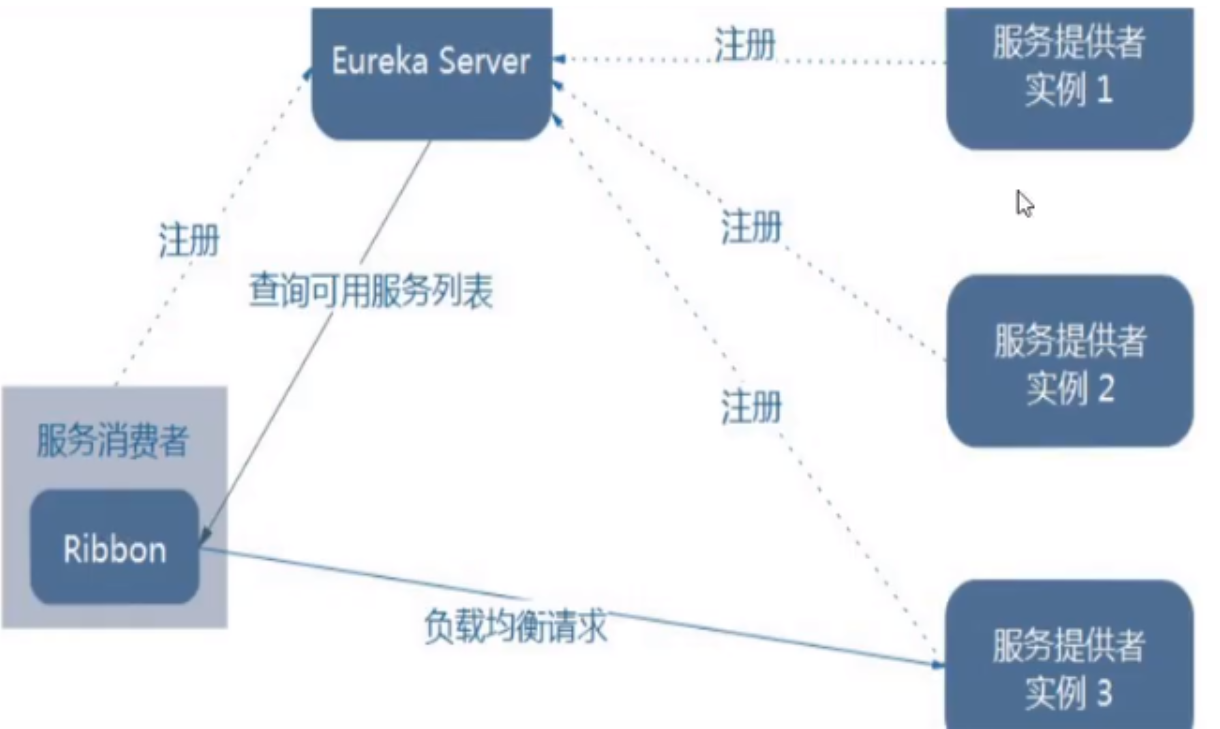 Eureka Server
注册
服务提供者
实例 1
注册
注册
查询可用服务列表
服务提供者
实例 2
注册
服务消费者
Ribbon
负载均衡请求
服务提供者
实例 3